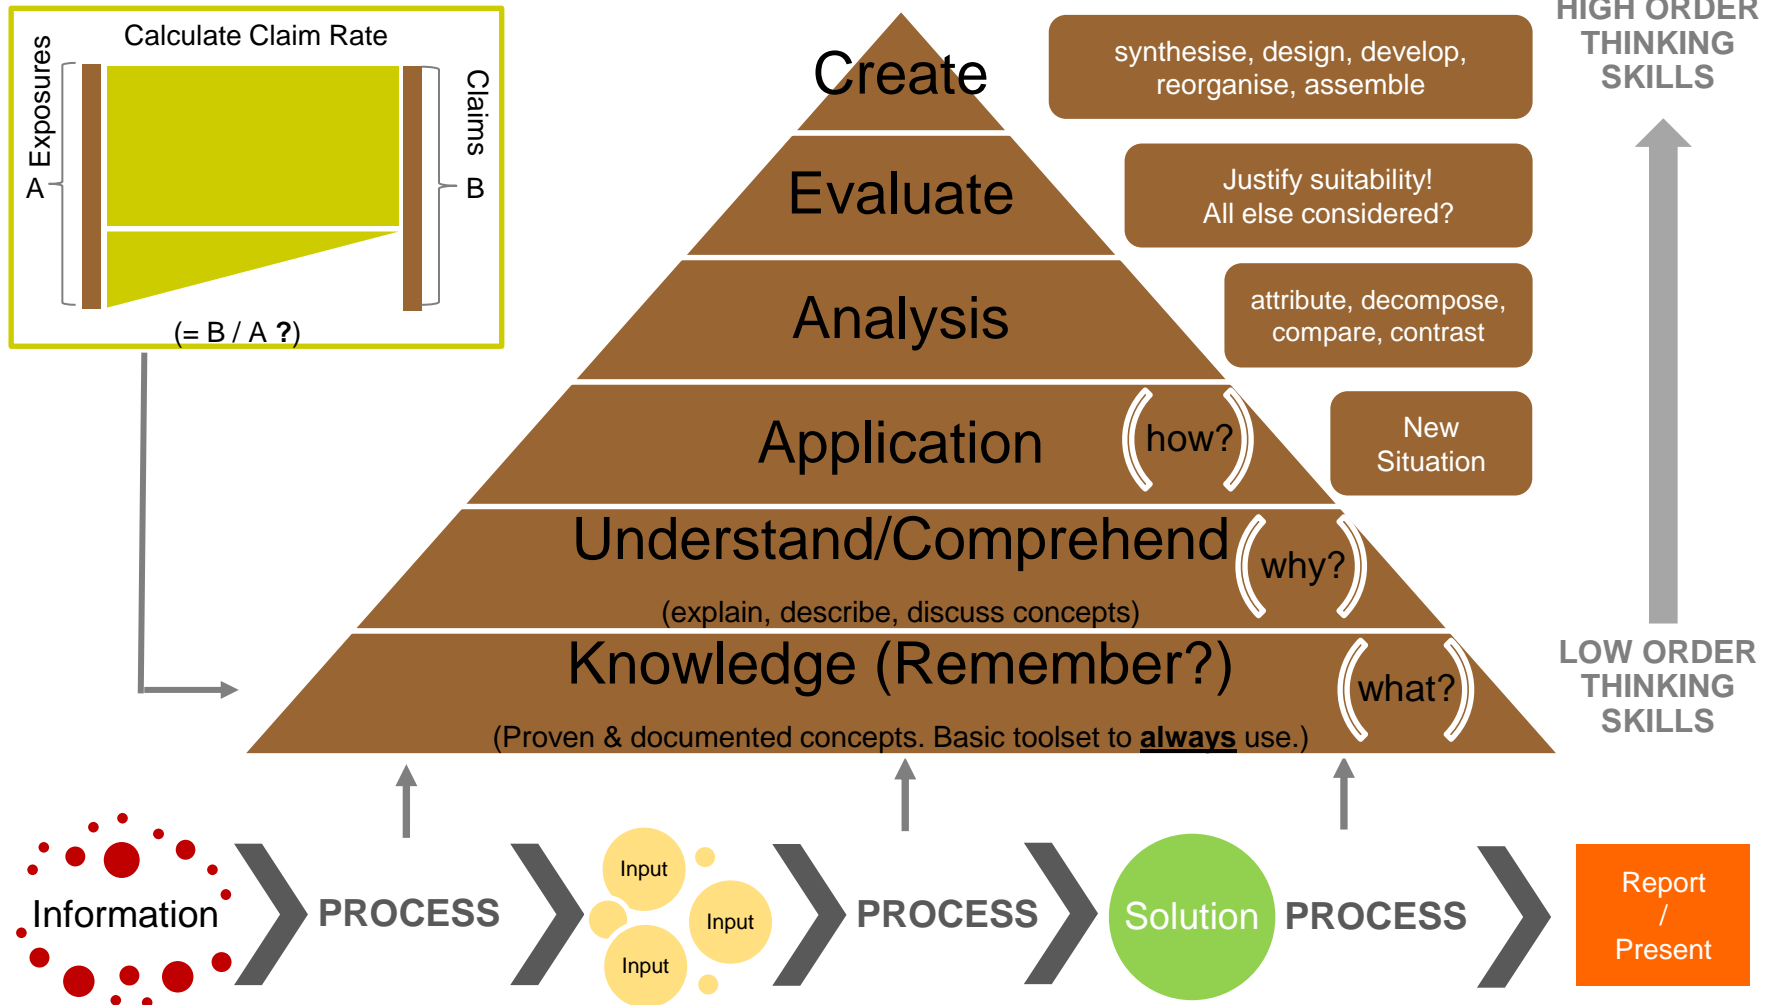 Calculate Claim Rate
Exposures
A
Claims
B
(= B / A ?)
Create
synthesise, design, develop,
reorganise, assemble
HIGH ORDER
THINKING
SKILLS
Evaluate
Justify suitability!
All else considered?
Analysis
attribute, decompose,
compare, contrast
Application
how?
New
Situation
Understand/Comprehend
(explain, describe, discuss concepts)
why?
Knowledge (Remember?)
(Proven & documented concepts. Basic toolset to always use.)
what?
LOW ORDER
THINKING
SKILLS
Information
PROCESS
Input
Input
Input
PROCESS
Solution
PROCESS
Report
/
Present